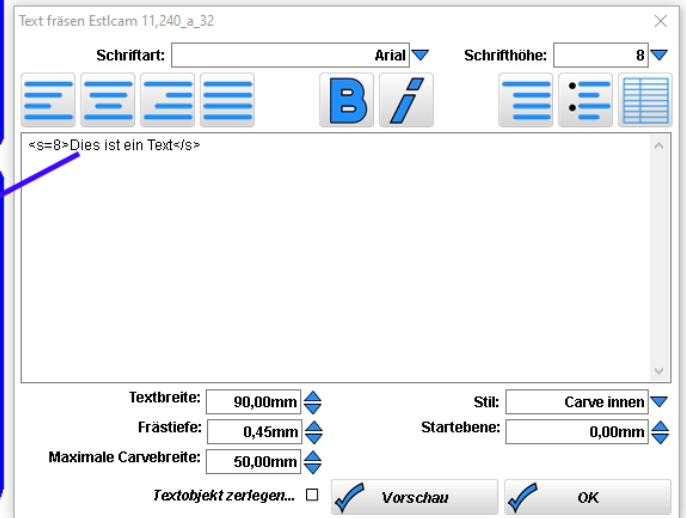 Text fräsen Estlcam 11,240_a_32
Schriftart: Arial Schrifthöhe: 8
B i
<s=8>Dies ist ein Text</s>
Textbreite: 90,00mm Stil: Carve innen
Frästiefe: 0,45mm Startebene: 0,00mm
Maximale Carvebreite: 50,00mm
Textobjekt zerlegen... Vorschau OK